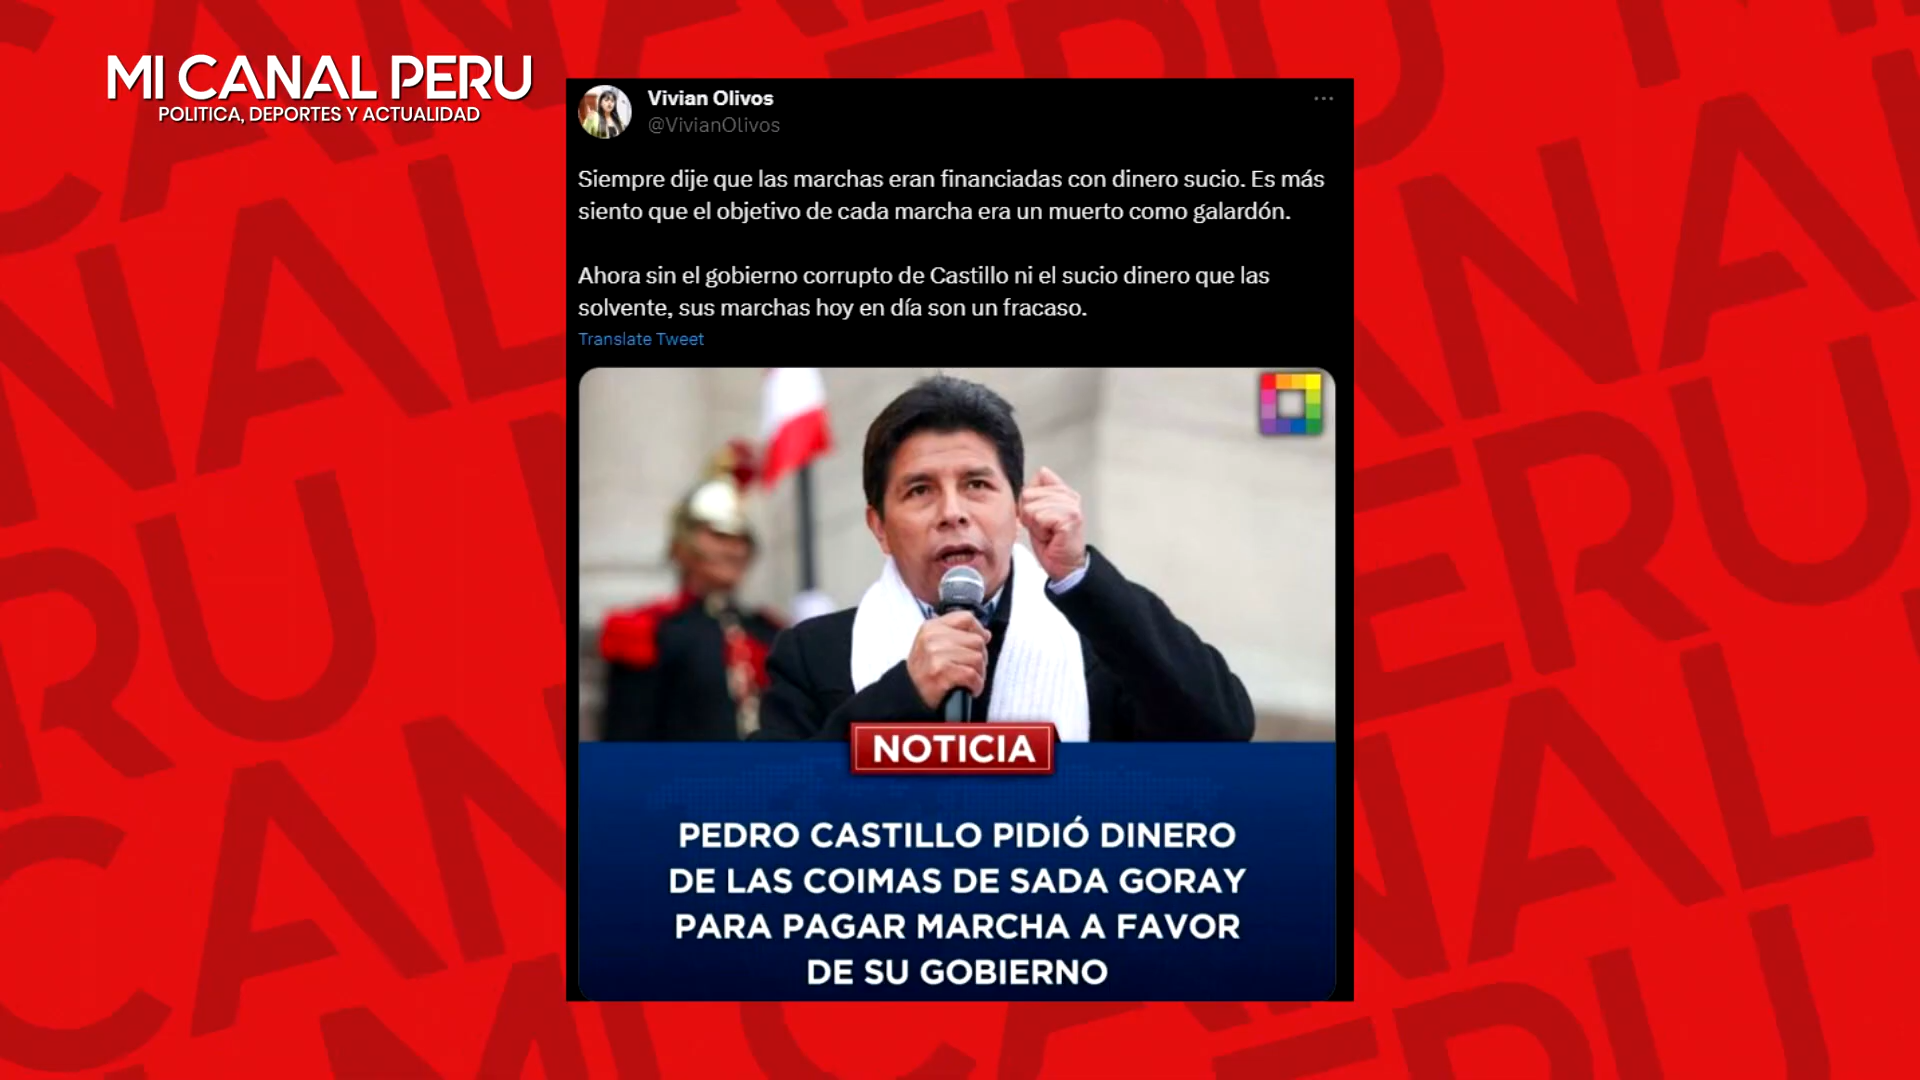 MI CANAL PERU
POLITICA, DEPORTES Y ACTUALIDAD
Vivian Olivos
@VivianOlivos
Siempre dije que las marchas eran financiadas con dinero sucio. Es más
siento que el objetivo de cada marcha era un muerto como galardón.
Ahora sin el gobierno corrupto de Castillo ni el sucio dinero que las
solvente, sus marchas hoy en día son un fracaso.
Translate Tweet
NOTICIA
PEDRO CASTILLO PIDIÓ DINERO
DE LAS COIMAS DE SADA GORAY
PARA PAGAR MARCHA A FAVOR
DE SU GOBIERNO